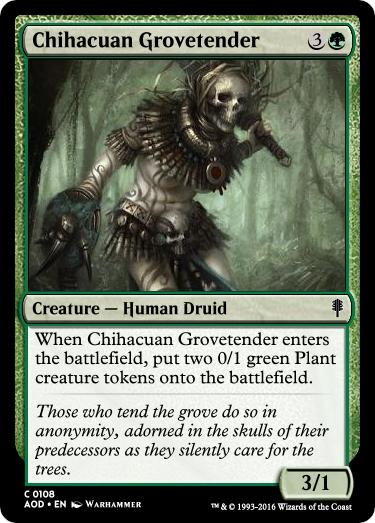 Chihacuan Grovetender 3
Creature — Human Druid
When Chihacuan Grovetender enters
the battlefield, put two 0/1 green Plant
creature tokens onto the battlefield.
Those who tend the grove do so in
anonymity, adorned in the skulls of their
predecessors as they silently care for the
trees.
3/1
C 0108
AOD • EN WARHAMMER
™ & © 1993-2016 Wizards of the Coast